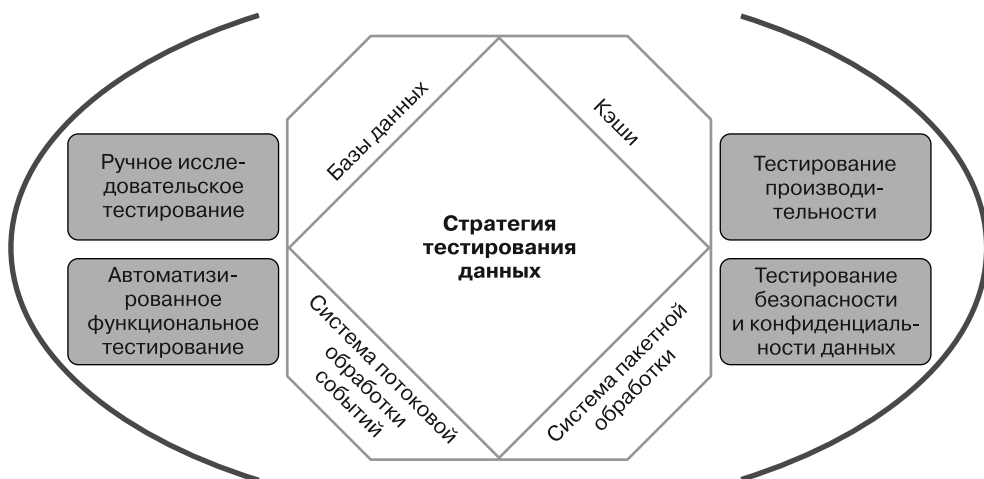 Базы данных
Кэши
Ручное иссле-
довательское
тестирование
Тестирование
производи-
тельности
Стратегия
тестирования
данных
Автоматизи-
рованное
функциональное
тестирование
Тестирование
безопасности
и конфиденциаль-
ности данных
Система потоковой
обработки
событий
Система пакетной
обработки